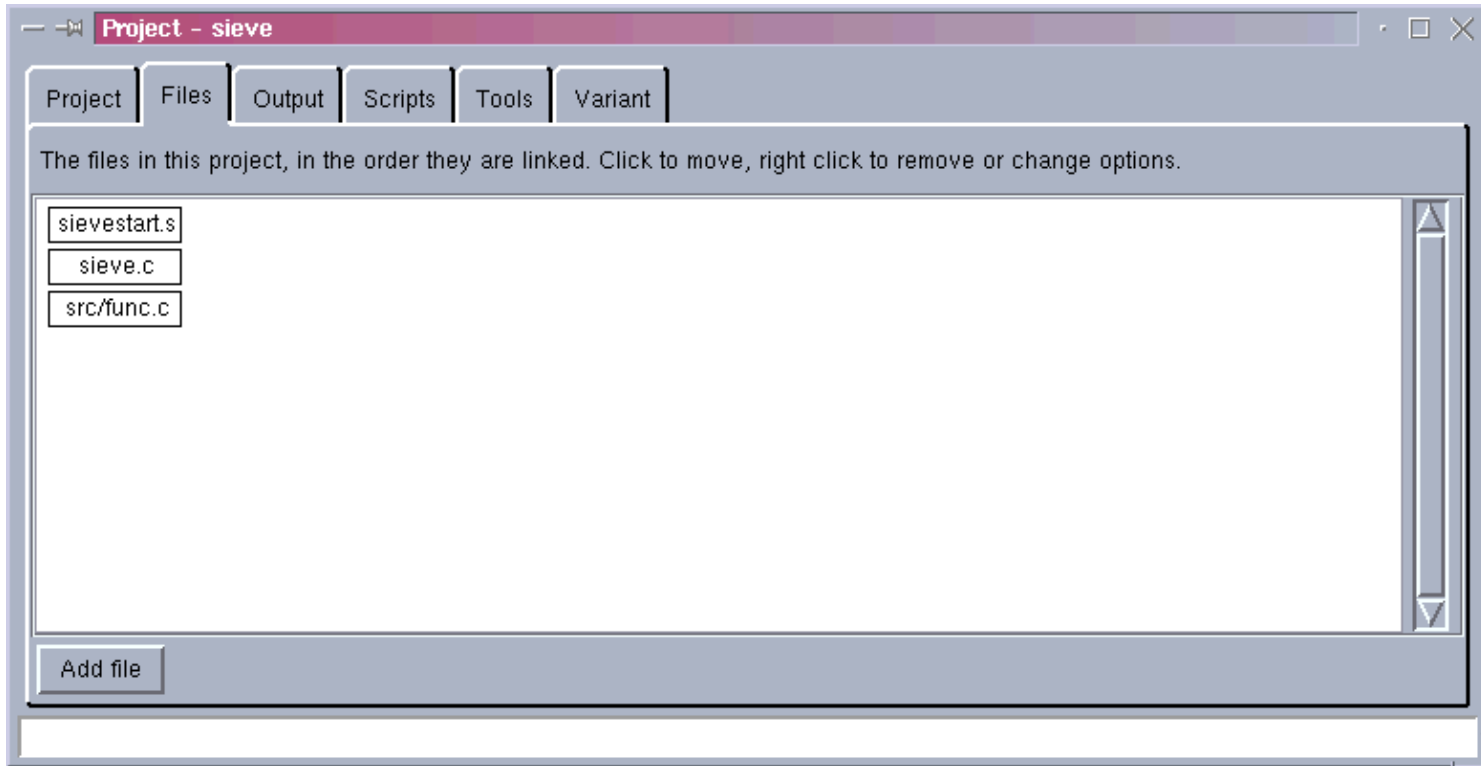 Project - sieve
Project Files Output Scripts Tools Variant
The files in this project, in the order they are linked. Click to move, right click to remove or change options.
sievestart.s
sieve.c
src/func.c
Add file